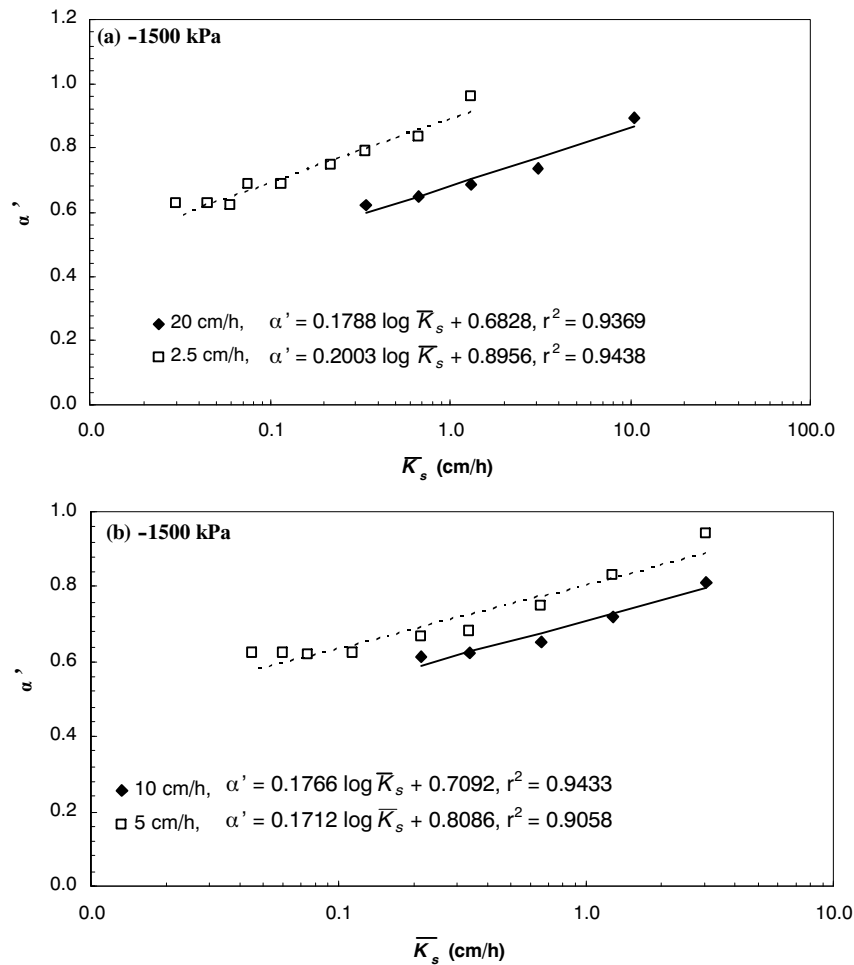 (a) -1500 kPa
1.2
1.0
0.8
0.6
0.4
0.2
0.0
α’
20 cm/h, α’ = 0.1788 log K̅s + 0.6828, r² = 0.9369
2.5 cm/h, α’ = 0.2003 log K̅s + 0.8956, r² = 0.9438
0.0 0.1 1.0 10.0 100.0
K̅s (cm/h)
(b) -1500 kPa
1.0
0.8
0.6
0.4
0.2
0.0
α’
10 cm/h, α’ = 0.1766 log K̅s + 0.7092, r² = 0.9433
5 cm/h, α’ = 0.1712 log K̅s + 0.8086, r² = 0.9058
0.0 0.1 1.0 10.0
K̅s (cm/h)